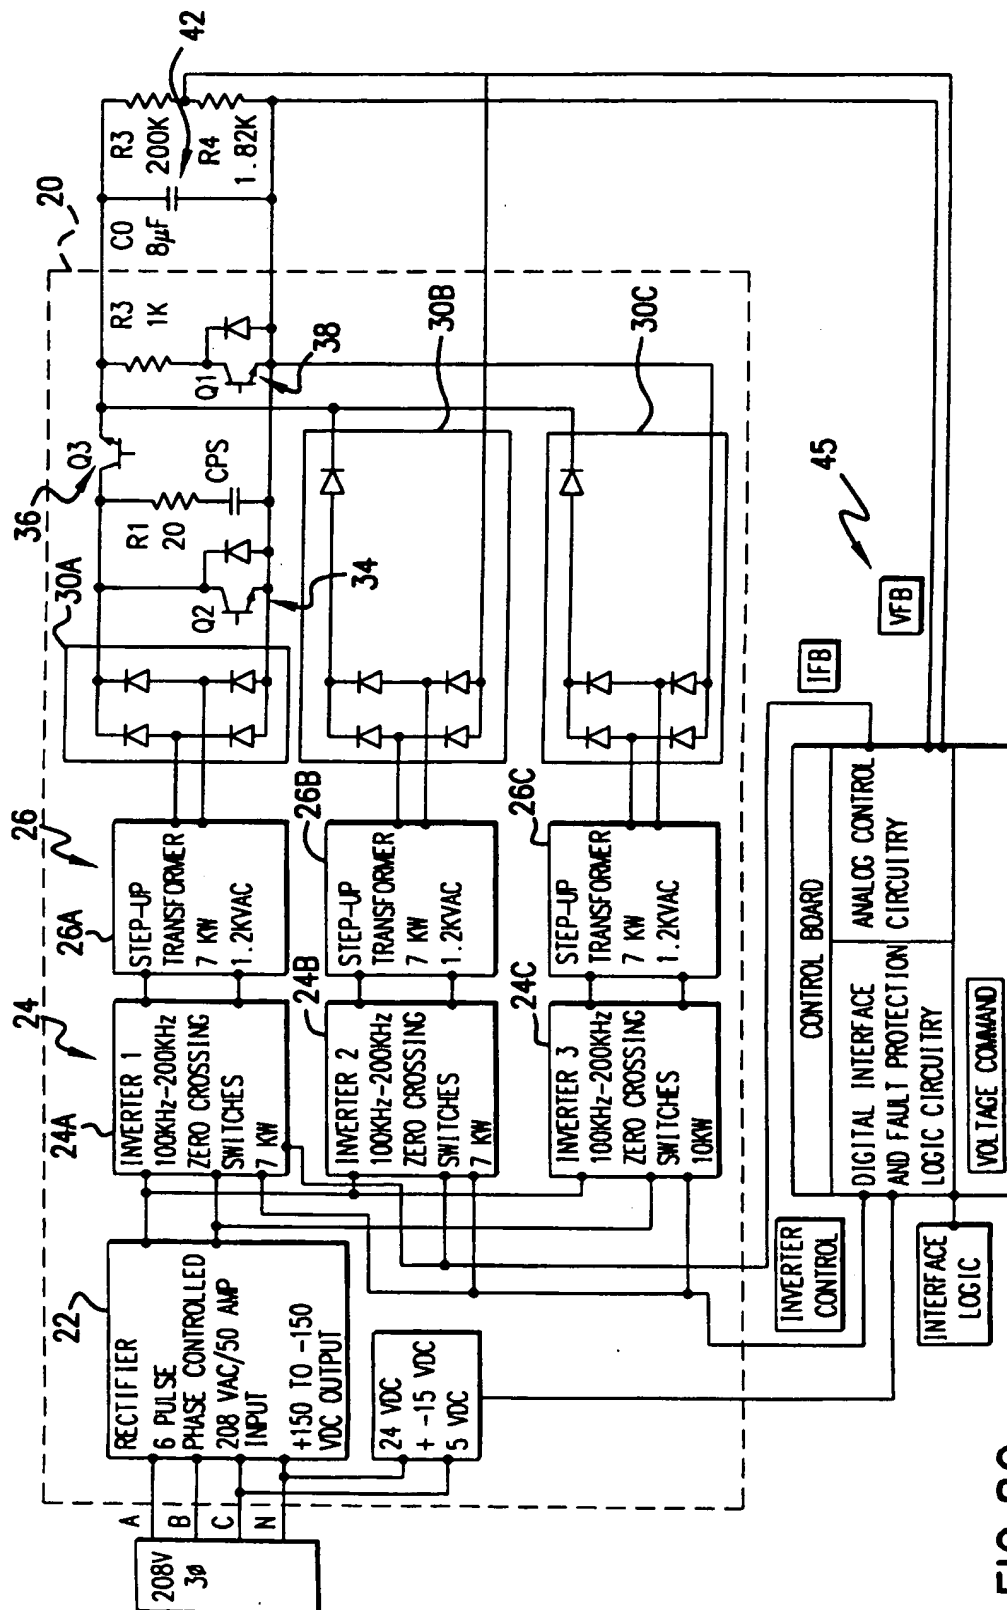 208V
3ø
A
B
C
N
22
RECTIFIER
6 PULSE
PHASE CONTROLLED
208 VAC/50 AMP
INPUT
+150 TO -150
VDC OUTPUT
24 VDC
+ -15 VDC
5 VDC
24
24A
INVERTER 1
100KHz-200KHz
ZERO CROSSING
SWITCHES
7 KW
24B
INVERTER 2
100KHz-200KHz
ZERO CROSSING
SWITCHES
7 KW
24C
INVERTER 3
100KHz-200KHz
ZERO CROSSING
SWITCHES
10KW
26
26A
STEP-UP
TRANSFORMER
7 KW
1.2KVAC
26B
STEP-UP
TRANSFORMER
7 KW
1.2KVAC
26C
STEP-UP
TRANSFORMER
7 KW
1.2KVAC
30A
36
Q3
R1
20
CPS
Q2
34
20
R3
1K
Q1
38
30B
30C
CO
8µF
R3
200K
R4
1.82K
42
45
IFB
VFB
INVERTER
CONTROL
INTERFACE
LOGIC
CONTROL BOARD
DIGITAL INTERFACE
AND FAULT PROTECTION
LOGIC CIRCUITRY
ANALOG CONTROL
CIRCUITRY
VOLTAGE COMMAND